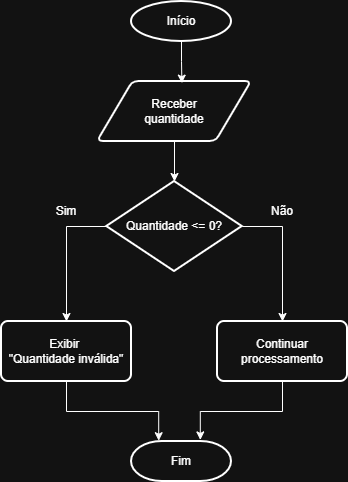 Início
Receber
quantidade
Quantidade <= 0?
Sim
Não
Exibir
"Quantidade inválida"
Continuar
processamento
Fim